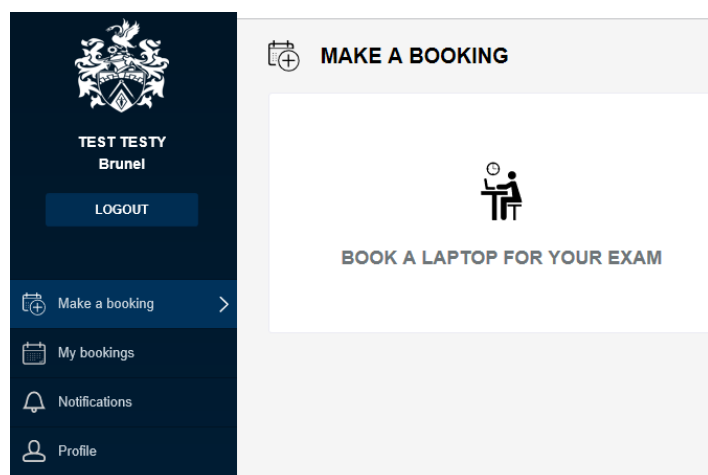 TEST TESTY
Brunel
LOGOUT
Make a booking
My bookings
Notifications
Profile
MAKE A BOOKING
BOOK A LAPTOP FOR YOUR EXAM